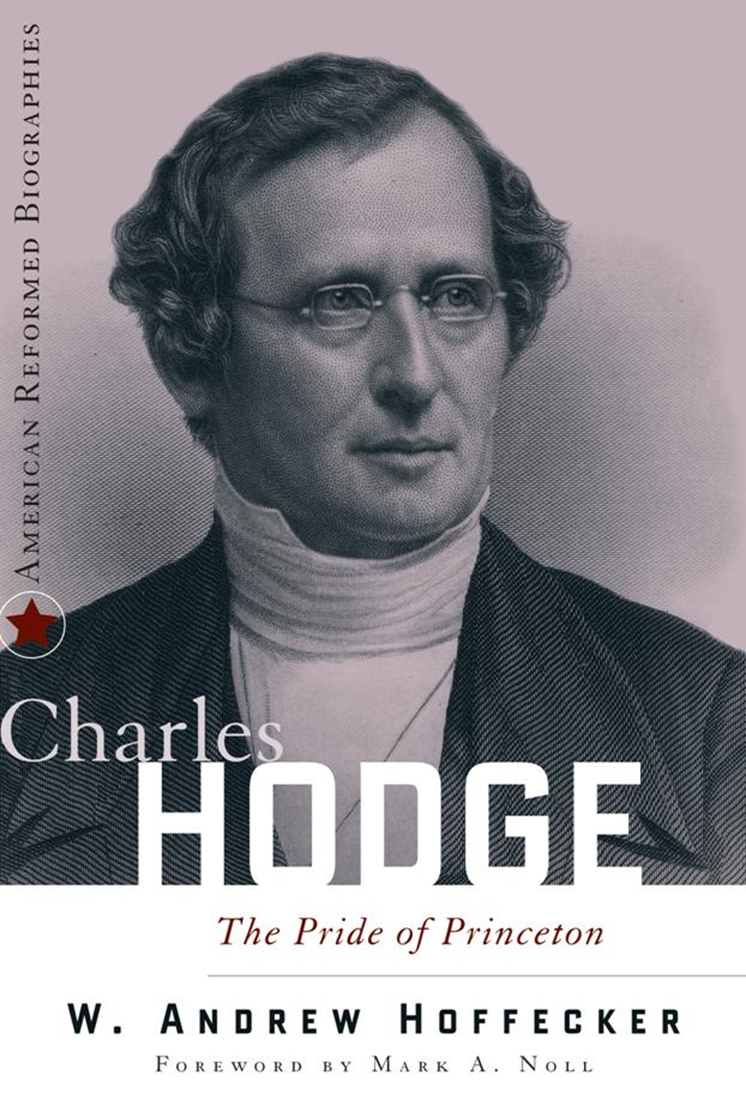 American Reformed Biographies
Charles
HODGE
The Pride of Princeton
W. Andrew Hoffecker
Foreword by Mark A. Noll